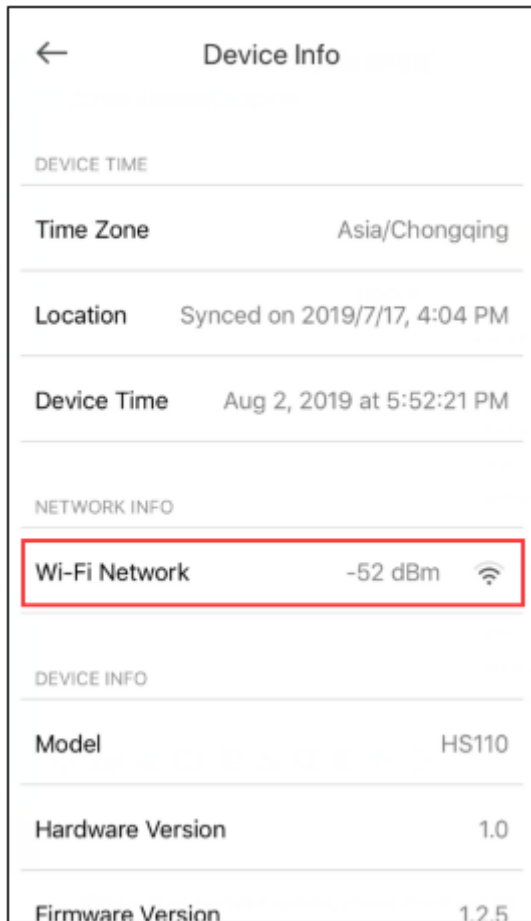 Device Info
DEVICE TIME
Time Zone Asia/Chongqing
Location Synced on 2019/7/17, 4:04 PM
Device Time Aug 2, 2019 at 5:52:21 PM
NETWORK INFO
Wi-Fi Network -52 dBm
DEVICE INFO
Model HS110
Hardware Version 1.0
Firmware Version 1.2.5